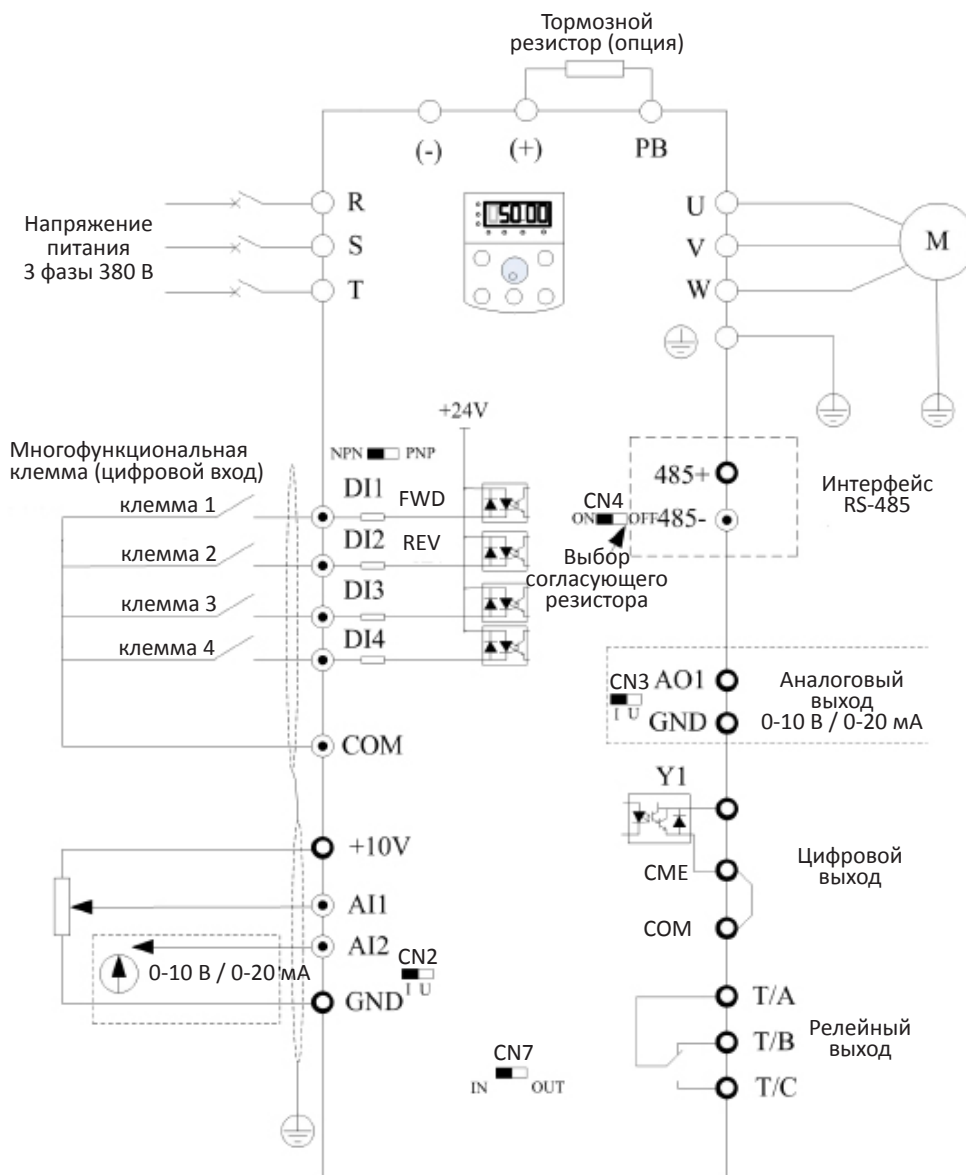 Тормозной
резистор (опция)
(-)
(+)
PB
Напряжение
питания
3 фазы 380 В
R
S
T
50.00
U
V
W
M
+24V
Многофункциональная
клемма (цифровой вход)
NPN
PNP
клемма 1
DI1
FWD
клемма 2
DI2
REV
клемма 3
DI3
клемма 4
DI4
COM
485+
485-
CN4
ON
OFF
Выбор
согласующего
резистора
Интерфейс
RS-485
CN3
I U
AO1
GND
Аналоговый
выход
0-10 В / 0-20 мА
Y1
CME
COM
Цифровой
выход
+10V
AI1
AI2
0-10 В / 0-20 мА
CN2
I U
GND
CN7
IN
OUT
T/A
T/B
T/C
Релейный
выход